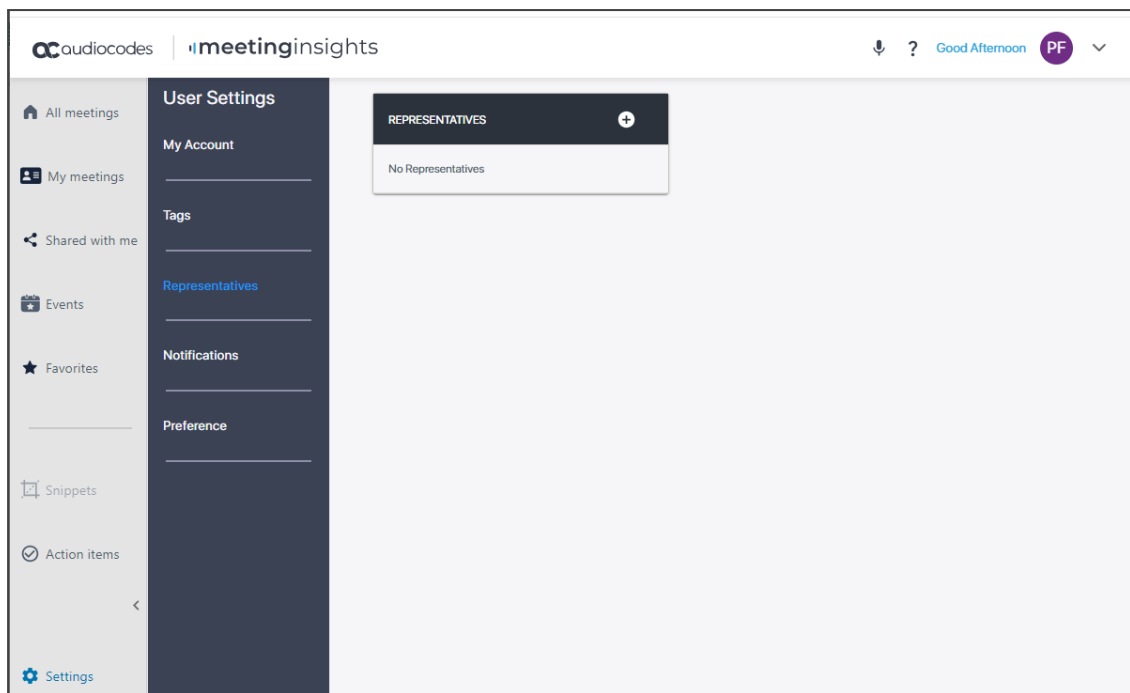 audiocodes meetinginsights
? Good Afternoon PF
All meetings
My meetings
Shared with me
Events
Favorites
Snippets
Action items
Settings
User Settings
My Account
Tags
Representatives
Notifications
Preference
REPRESENTATIVES
No Representatives